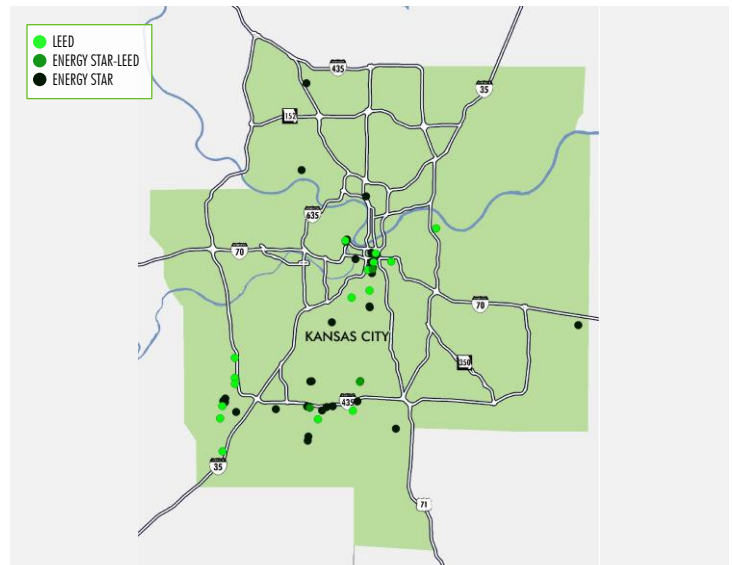 LEED
ENERGY STAR-LEED
ENERGY STAR
435
35
152
635
70
70
KANSAS CITY
350
435
35
71